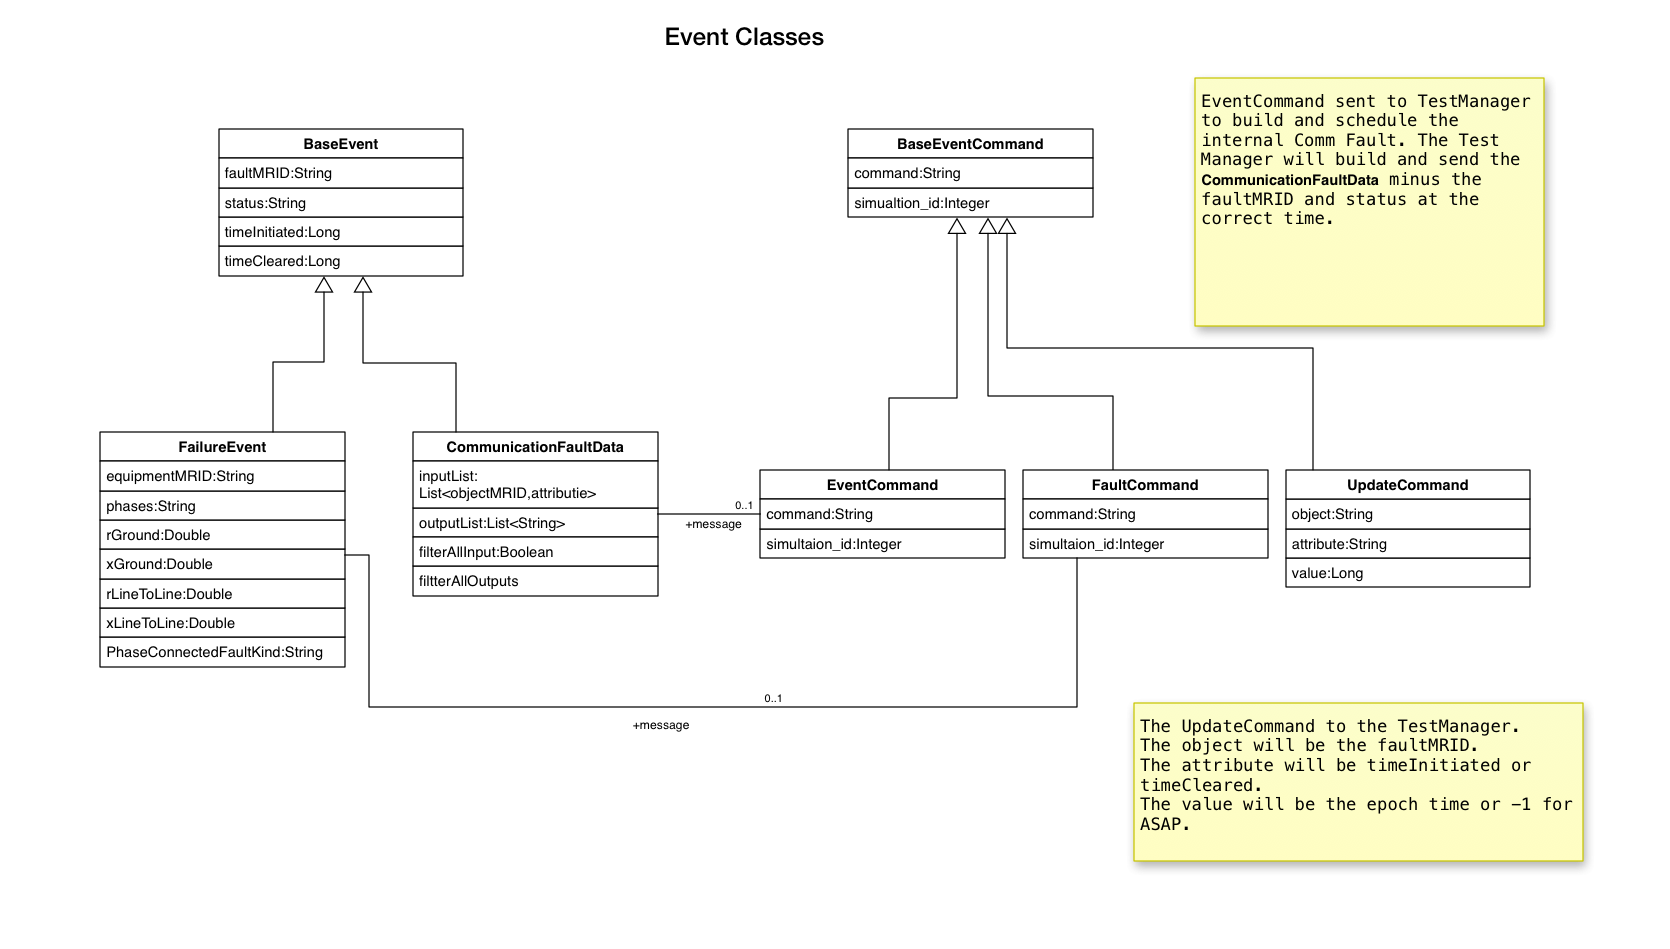 Event Classes
BaseEvent
faultMRID:String
status:String
timeInitiated:Long
timeCleared:Long
BaseEventCommand
command:String
simualtion_id:Integer
EventCommand sent to TestManager
to build and schedule the
internal Comm Fault. The Test
Manager will build and send the
CommunicationFaultData minus the
faultMRID and status at the
correct time.
FailureEvent
equipmentMRID:String
phases:String
rGround:Double
xGround:Double
rLineToLine:Double
xLineToLine:Double
PhaseConnectedFaultKind:String
CommunicationFaultData
inputList:
List<objectMRID,attributie>
outputList:List<String>
filterAllInput:Boolean
filtterAllOutputs
0..1
+message
EventCommand
command:String
simultaion_id:Integer
FaultCommand
command:String
simultaion_id:Integer
UpdateCommand
object:String
attribute:String
value:Long
0..1
+message
The UpdateCommand to the TestManager.
The object will be the faultMRID.
The attribute will be timeInitiated or
timeCleared.
The value will be the epoch time or −1 for
ASAP.